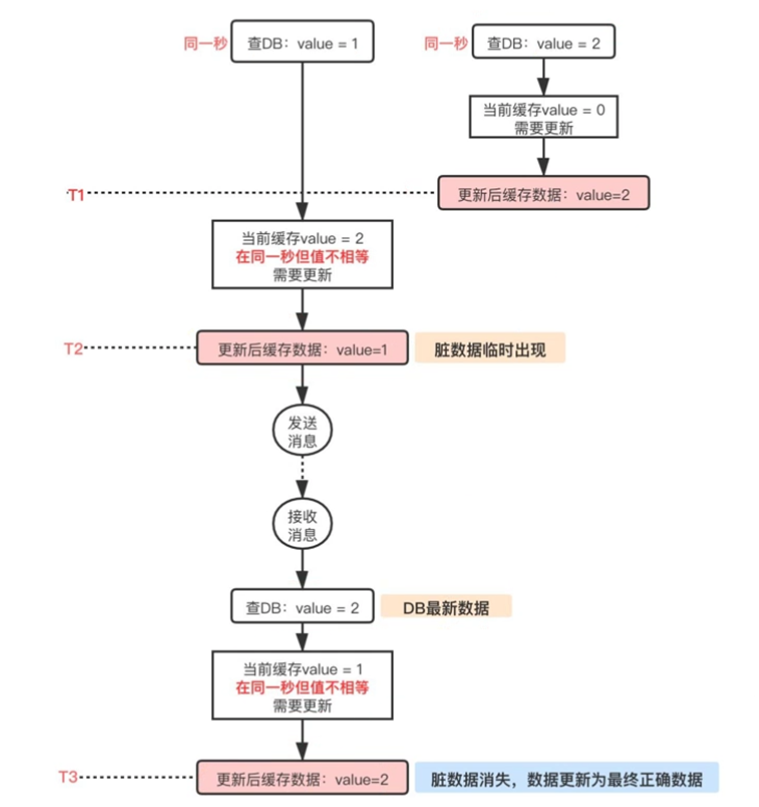 同一秒
查DB：value = 1
同一秒
查DB：value = 2
当前缓存value = 0
需要更新
T1
更新后缓存数据：value=2
当前缓存value = 2
在同一秒但值不相等
需要更新
T2
更新后缓存数据：value=1
脏数据临时出现
发送
消息
接收
消息
查DB：value = 2
DB最新数据
当前缓存value = 1
在同一秒但值不相等
需要更新
T3
更新后缓存数据：value=2
脏数据消失，数据更新为最终正确数据